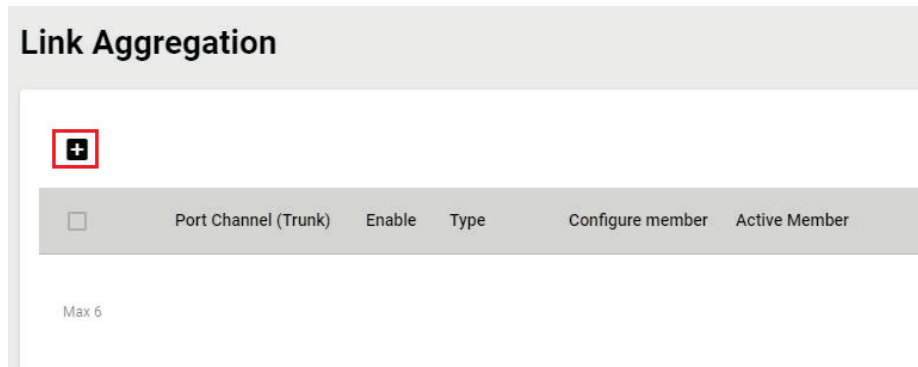 Link Aggregation
Port Channel (Trunk) Enable Type Configure member Active Member
Max 6